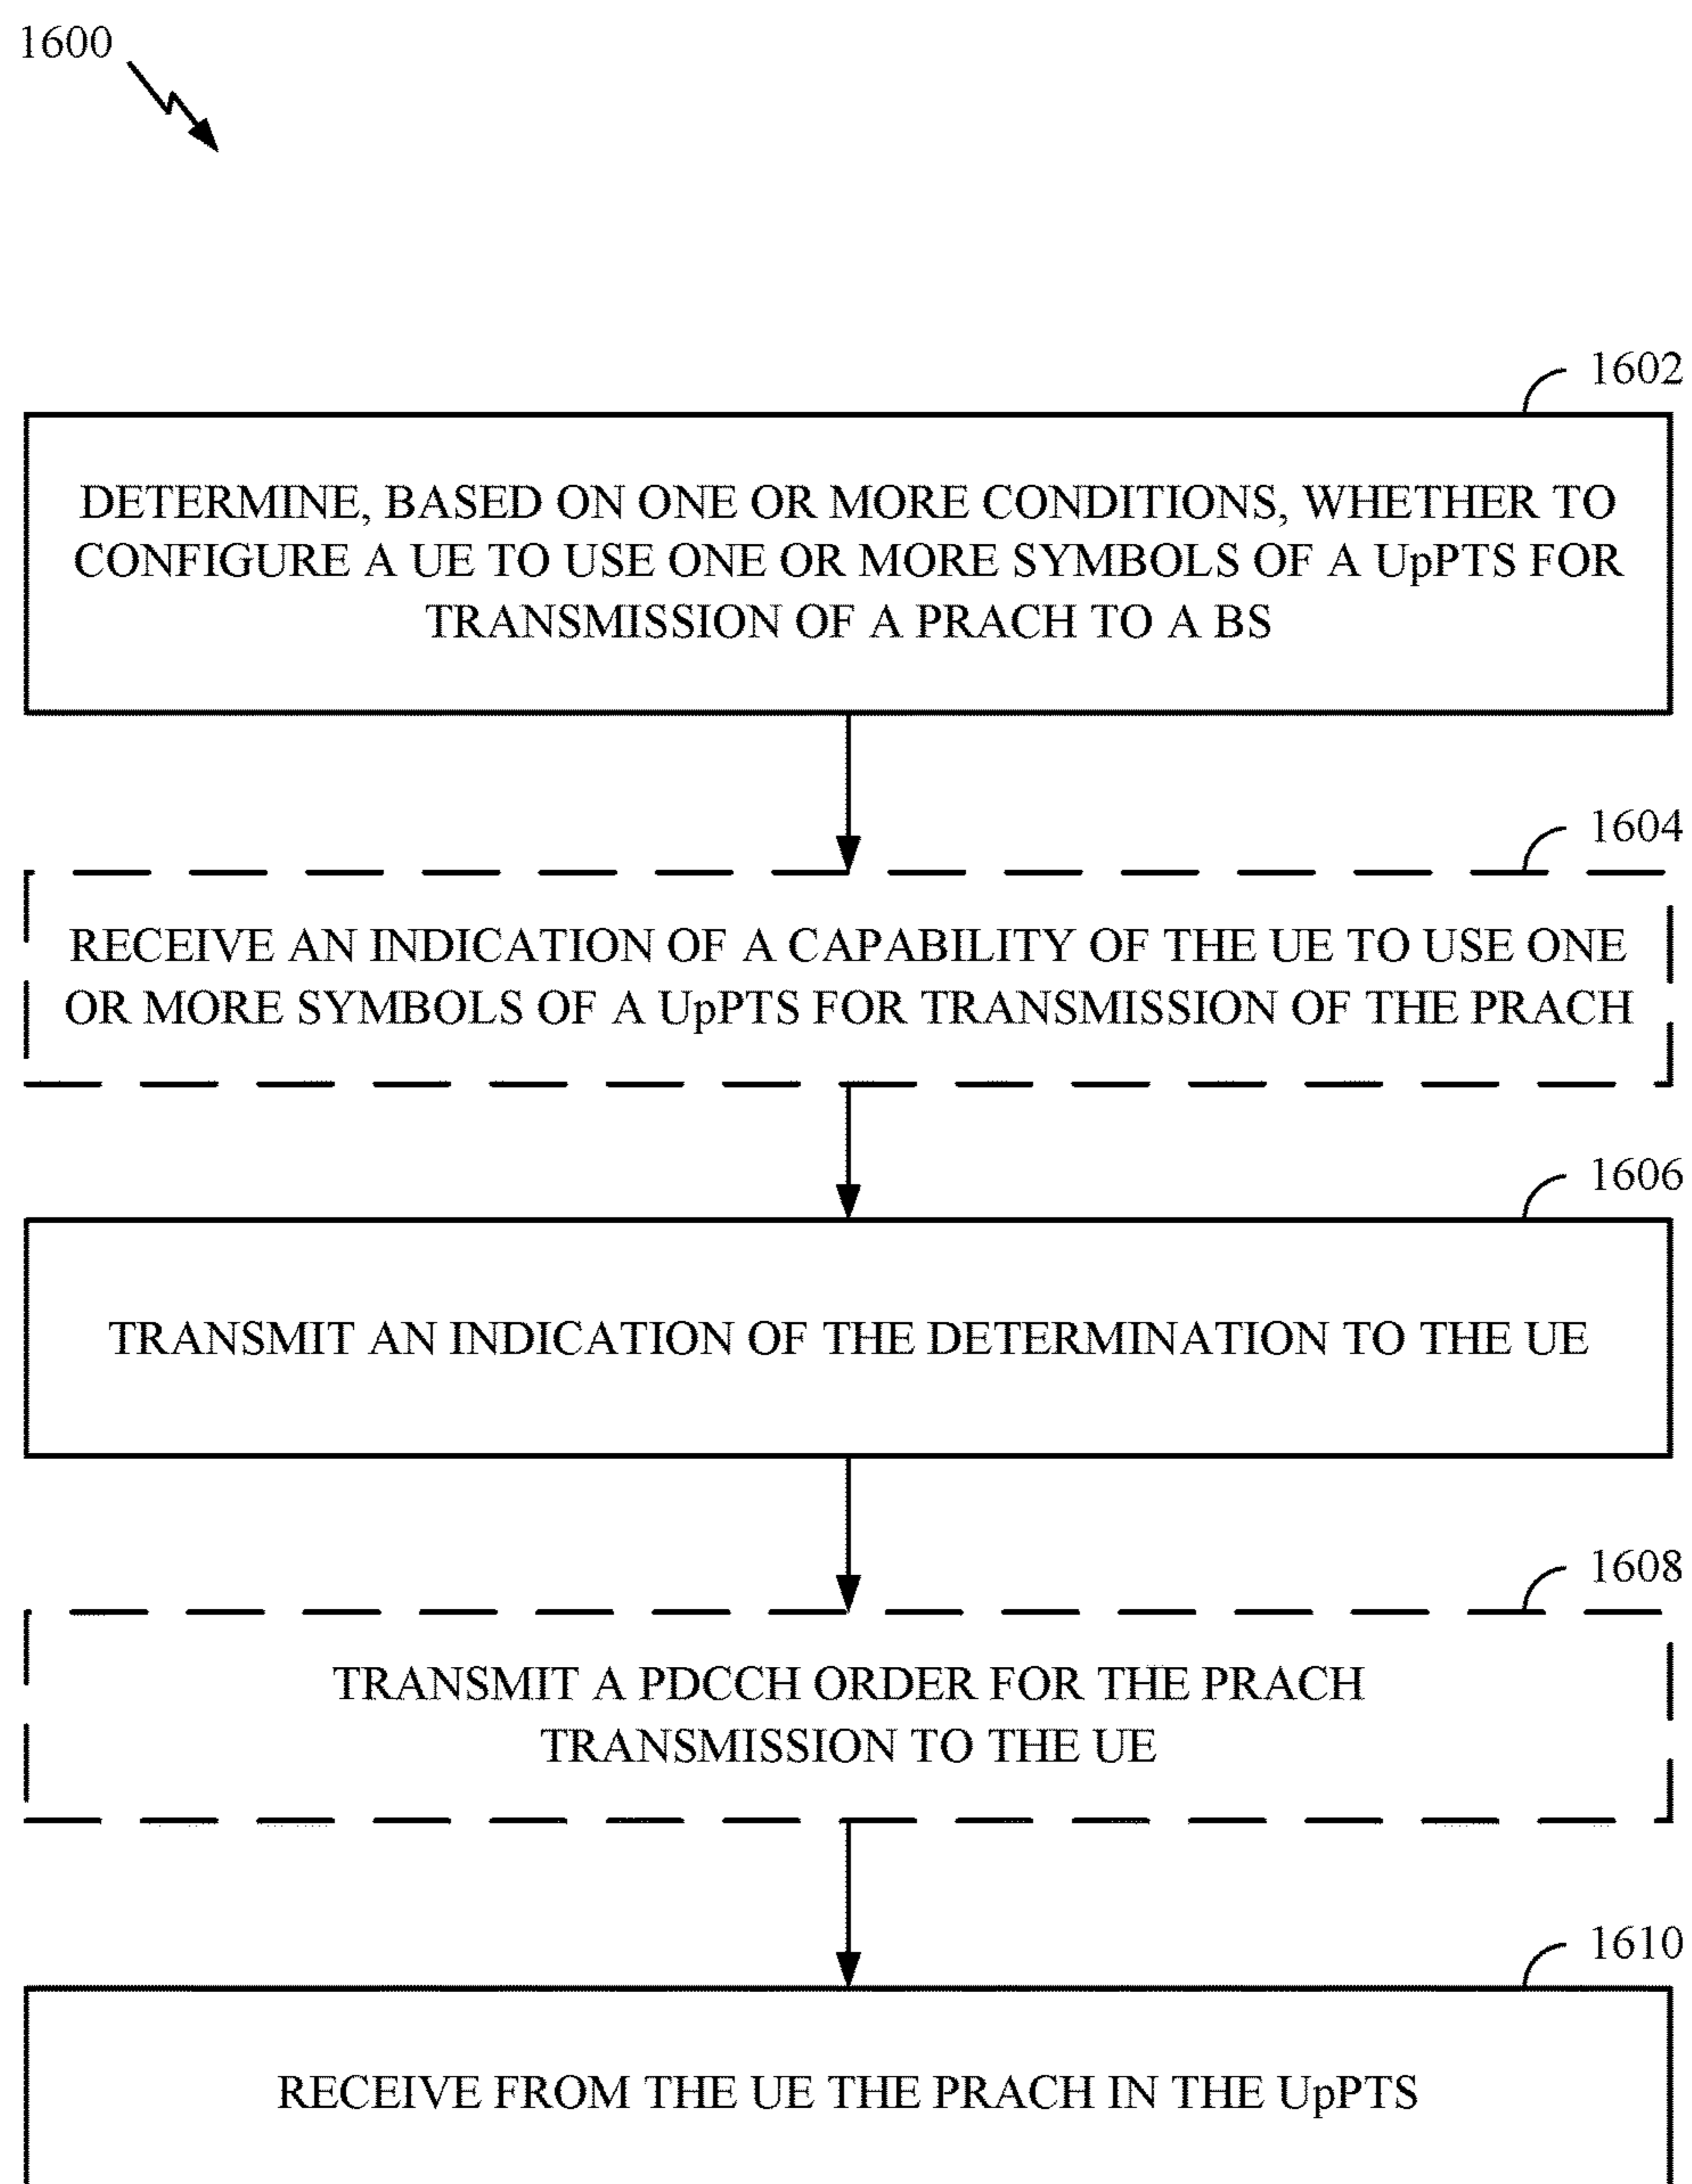 1600
1602
DETERMINE, BASED ON ONE OR MORE CONDITIONS, WHETHER TO
CONFIGURE A UE TO USE ONE OR MORE SYMBOLS OF A UpPTS FOR
TRANSMISSION OF A PRACH TO A BS
1604
RECEIVE AN INDICATION OF A CAPABILITY OF THE UE TO USE ONE
OR MORE SYMBOLS OF A UpPTS FOR TRANSMISSION OF THE PRACH
1606
TRANSMIT AN INDICATION OF THE DETERMINATION TO THE UE
1608
TRANSMIT A PDCCH ORDER FOR THE PRACH
TRANSMISSION TO THE UE
1610
RECEIVE FROM THE UE THE PRACH IN THE UpPTS